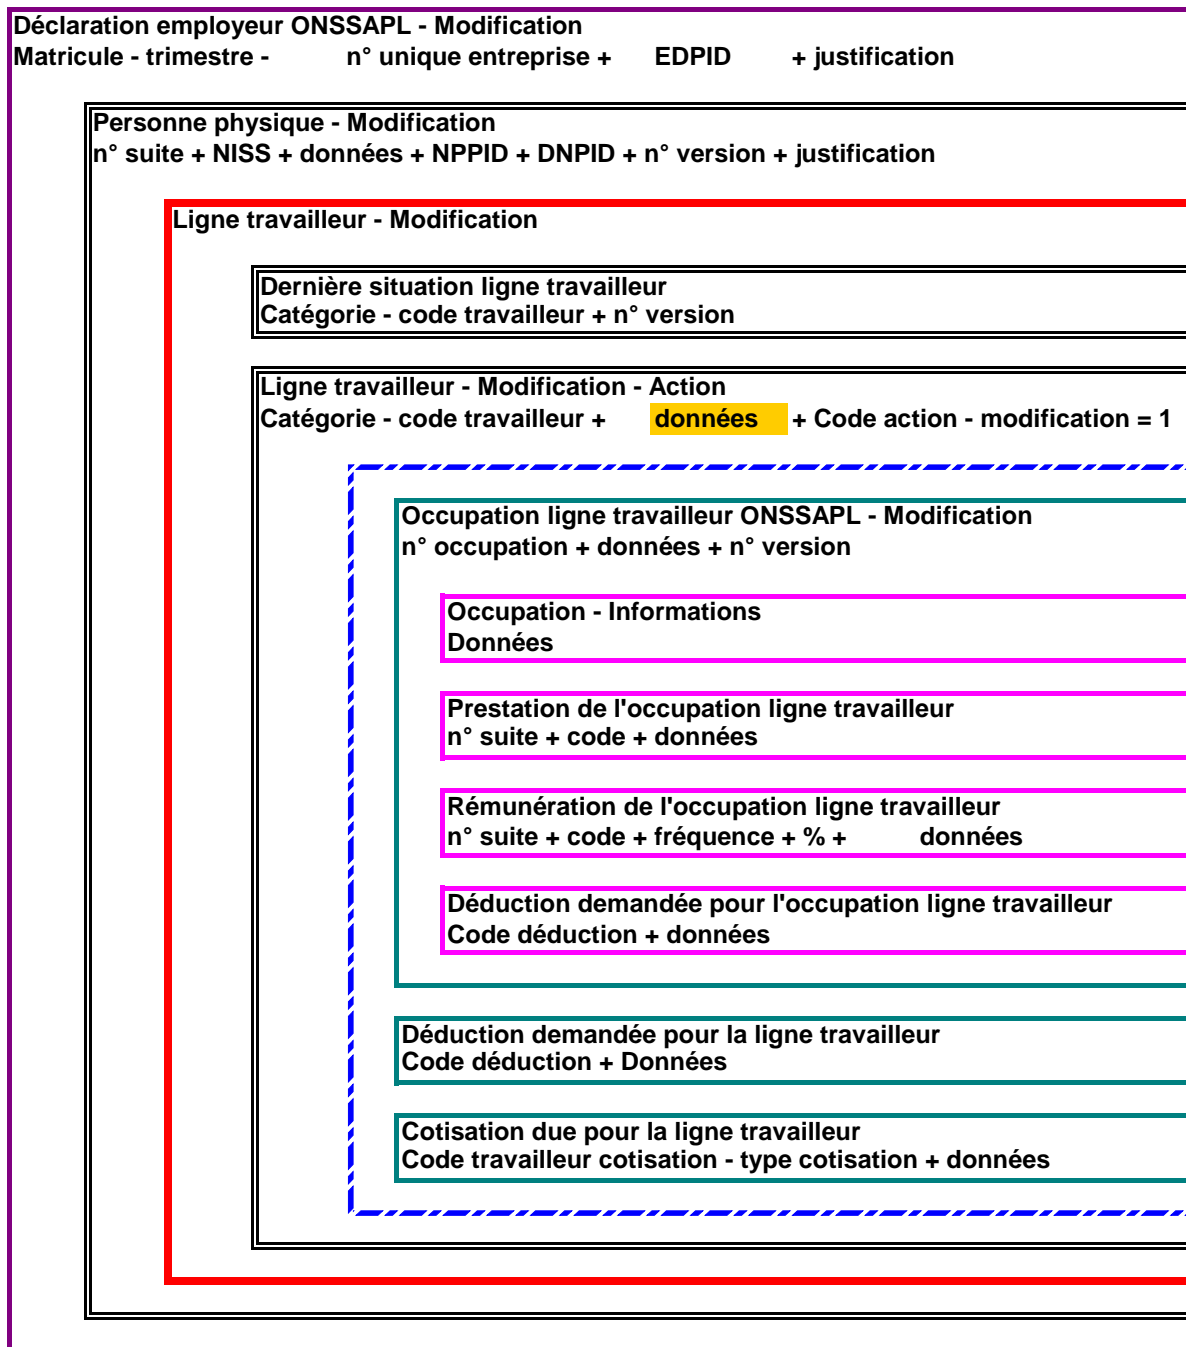 Déclaration employeur ONSSAPL - Modification
Matricule - trimestre - n° unique entreprise + EDPID + justification
Personne physique - Modification
n° suite + NISS + données + NPPID + DNPID + n° version + justification
Ligne travailleur - Modification
Dernière situation ligne travailleur
Catégorie - code travailleur + n° version
Ligne travailleur - Modification - Action
Catégorie - code travailleur + données + Code action - modification = 1
Occupation ligne travailleur ONSSAPL - Modification
n° occupation + données + n° version
Occupation - Informations
Données
Prestation de l'occupation ligne travailleur
n° suite + code + données
Rémunération de l'occupation ligne travailleur
n° suite + code + fréquence + % + données
Déduction demandée pour l'occupation ligne travailleur
Code déduction + données
Déduction demandée pour la ligne travailleur
Code déduction + Données
Cotisation due pour la ligne travailleur
Code travailleur cotisation - type cotisation + données